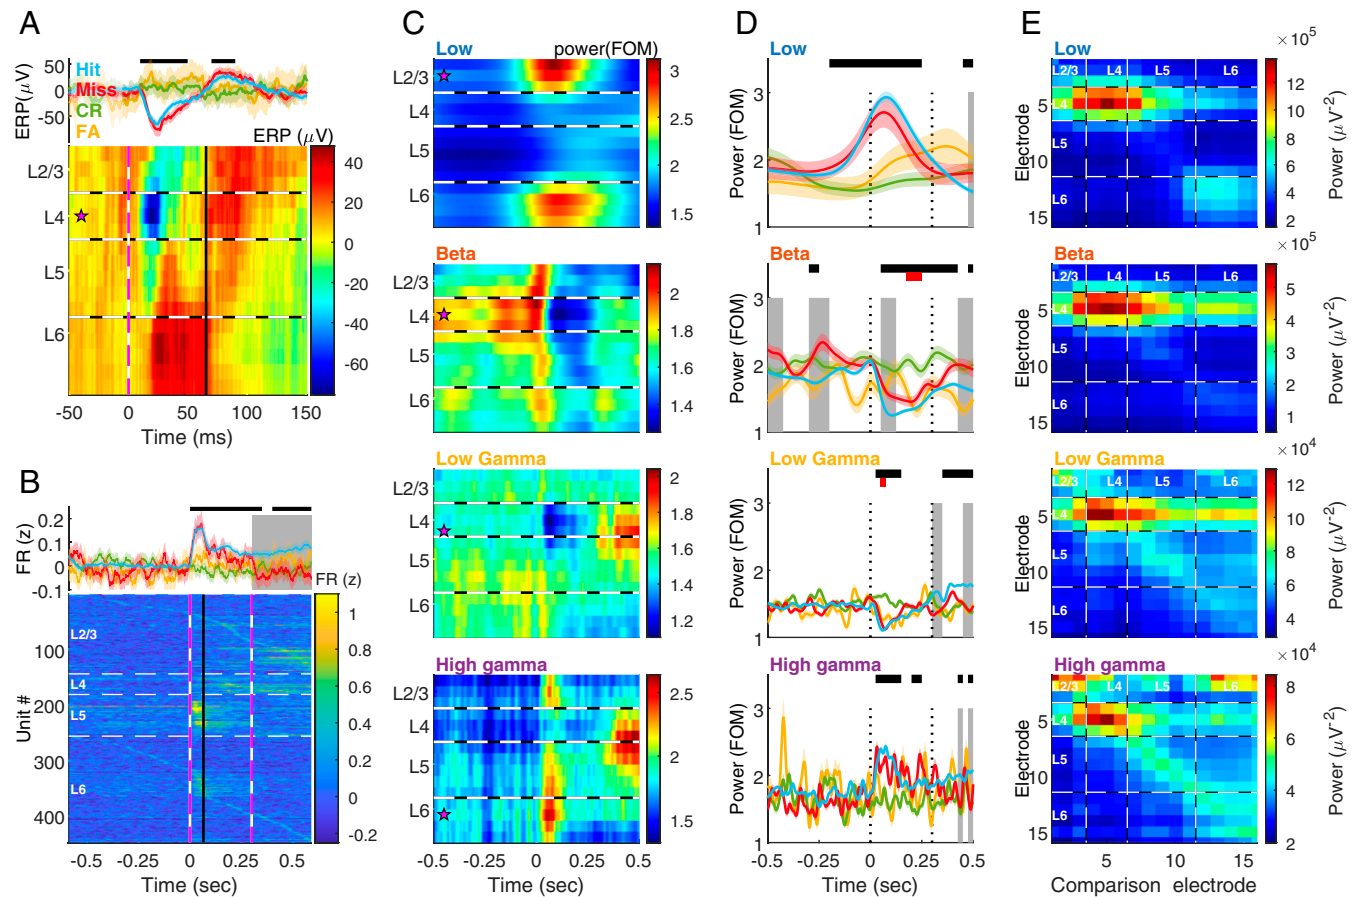 A
50
0
-50
ERP(μV)
Hit
Miss
CR
FA
ERP (μV)
L2/3
L4
L5
L6
40
20
0
-20
-40
-60
-50 0 50 100 150
Time (ms)
B
0.2
0.1
0
-0.1
FR (z)
FR (z)
L2/3
L4
L5
L6
100
200
300
400
Unit #
1
0.8
0.6
0.4
0.2
0
-0.2
-0.5 0 0.25 0.5
Time (sec)
C
Low power(FOM)
L2/3
L4
L5
L6
3
2.5
2
1.5
Beta
L2/3
L4
L5
L6
2
1.8
1.6
1.4
Low Gamma
L2/3
L4
L5
L6
2
1.8
1.6
1.4
1.2
High gamma
L2/3
L4
L5
L6
2.5
2
1.5
-0.5 0 0.25 0.5
Time (sec)
D
Low
3
2
1
Power (FOM)
Beta
3
2
1
Power (FOM)
Low Gamma
3
2
1
Power (FOM)
High gamma
3
2
1
Power (FOM)
-0.5 0 0.25 0.5
Time (sec)
E
Low
× 10⁵
L2/3 L4 L5 L6
L4
L5
L6
5
10
15
Electrode
12
10
8
6
4
2
Power (μV⁻²)
Beta
× 10⁵
L2/3 L4 L5 L6
L4
L5
L6
5
10
15
Electrode
5
4
3
2
1
Power (μV⁻²)
Low Gamma
× 10⁴
L2/3 L4 L5 L6
L4
L5
L6
5
10
15
Electrode
12
10
8
6
4
Power (μV⁻²)
High gamma
× 10⁴
L2/3 L4 L5 L6
L4
L5
L6
5
10
15
Electrode
8
6
4
2
Power (μV⁻²)
5 10 15
Comparison electrode